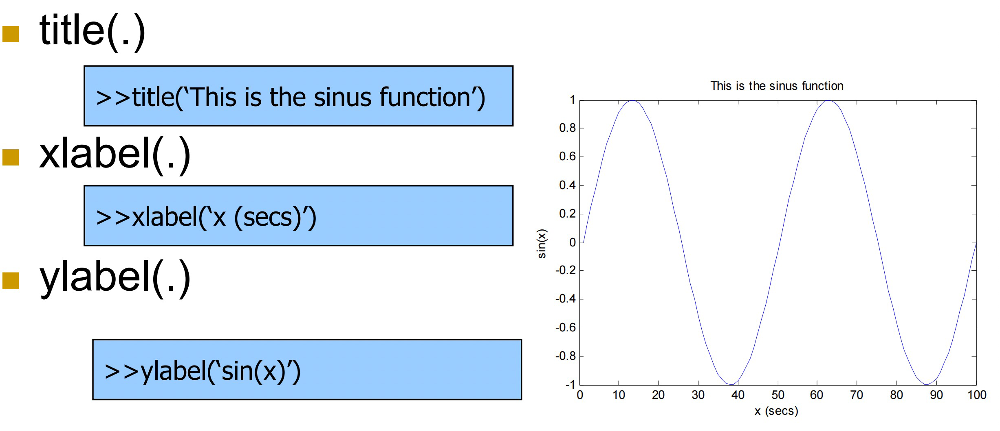 title(.)
>>title(‘This is the sinus function’)
xlabel(.)
>>xlabel(‘x (secs)’)
ylabel(.)
>>ylabel(‘sin(x)’)
This is the sinus function
1
0.8
0.6
0.4
0.2
0
-0.2
-0.4
-0.6
-0.8
-1
sin(x)
0 10 20 30 40 50 60 70 80 90 100
x (secs)